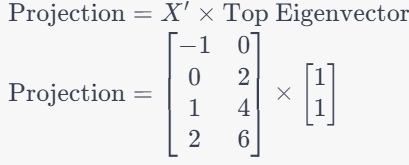 Projection = X′ × Top Eigenvector
Projection = [−1 0; 0 2; 1 4; 2 6] × [1; 1]